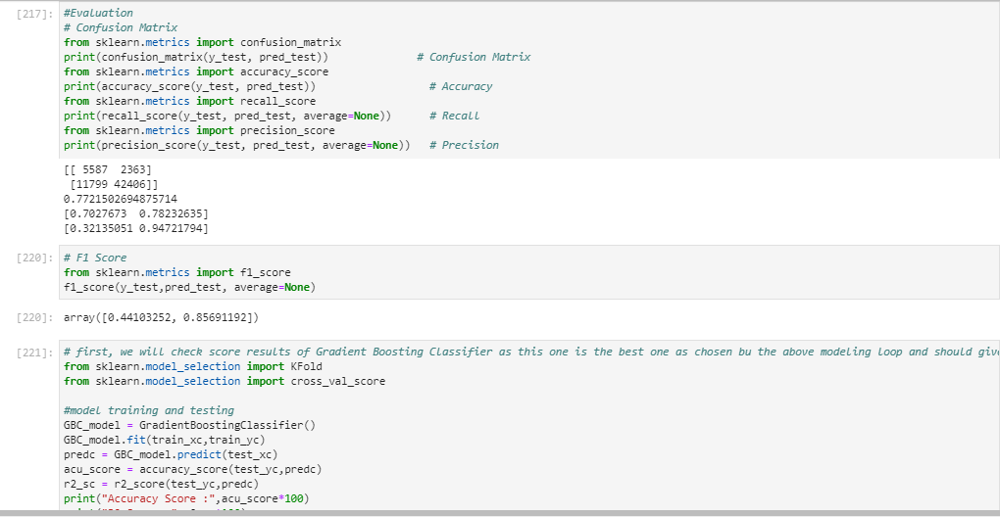 [217]: #Evaluation
# Confusion Matrix
from sklearn.metrics import confusion_matrix
print(confusion_matrix(y_test, pred_test)) # Confusion Matrix
from sklearn.metrics import accuracy_score
print(accuracy_score(y_test, pred_test)) # Accuracy
from sklearn.metrics import recall_score
print(recall_score(y_test, pred_test, average=None)) # Recall
from sklearn.metrics import precision_score
print(precision_score(y_test, pred_test, average=None)) # Precision
[[ 5587 2363]
[11799 42406]]
0.7721502694875714
[0.7027673 0.78232635]
[0.32135051 0.94721794]
[220]: # F1 Score
from sklearn.metrics import f1_score
f1_score(y_test,pred_test, average=None)
[220]: array([0.44103252, 0.85691192])
[221]: # first, we will check score results of Gradient Boosting Classifier as this one is the best one as chosen bu the above modeling loop and should giv
from sklearn.model_selection import KFold
from sklearn.model_selection import cross_val_score
#model training and testing
GBC_model = GradientBoostingClassifier()
GBC_model.fit(train_xc,train_yc)
predc = GBC_model.predict(test_xc)
acu_score = accuracy_score(test_yc,predc)
r2_sc = r2_score(test_yc,predc)
print("Accuracy Score :",acu_score*100)